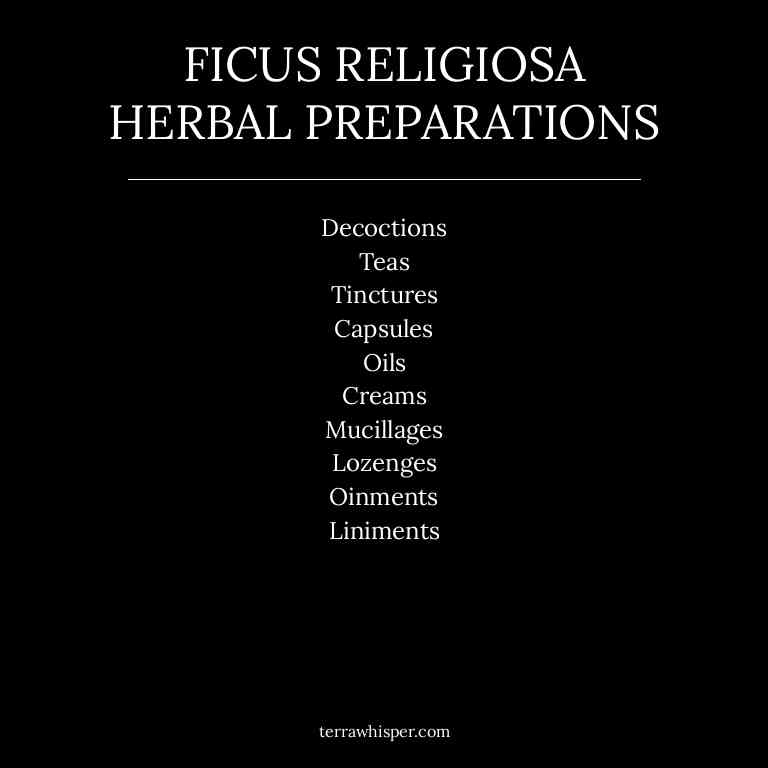 FICUS RELIGIOSA
HERBAL PREPARATIONS
Decoctions
Teas
Tinctures
Capsules
Oils
Creams
Mucillages
Lozenges
Oinments
Liniments
terrawhisper.com